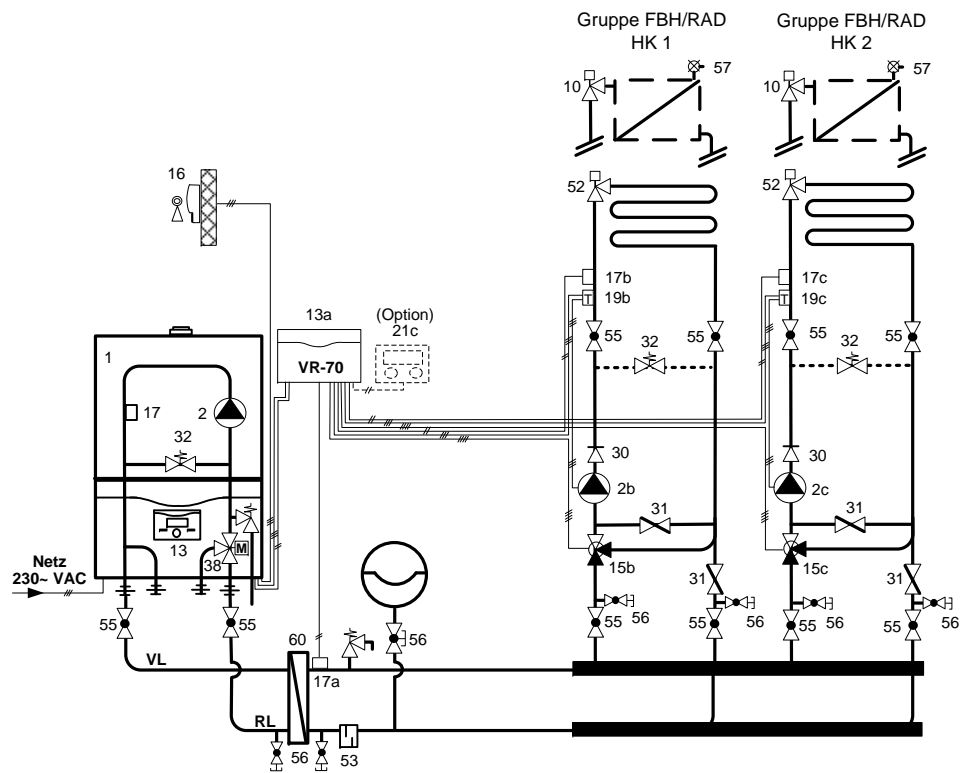 Gruppe FBH/RAD
HK 1
Gruppe FBH/RAD
HK 2
57
57
10
10
16
52
52
17b
17c
13a
(Option)
21c
19b
19c
VR-70
55
55
55
55
1
32
32
17
2
32
30
30
2b
2c
31
31
13
M
38
15b
15c
31
31
Netz
230~ VAC
55
55
56
55
56
55
56
55
56
55
56
60
VL
17a
RL
56
53